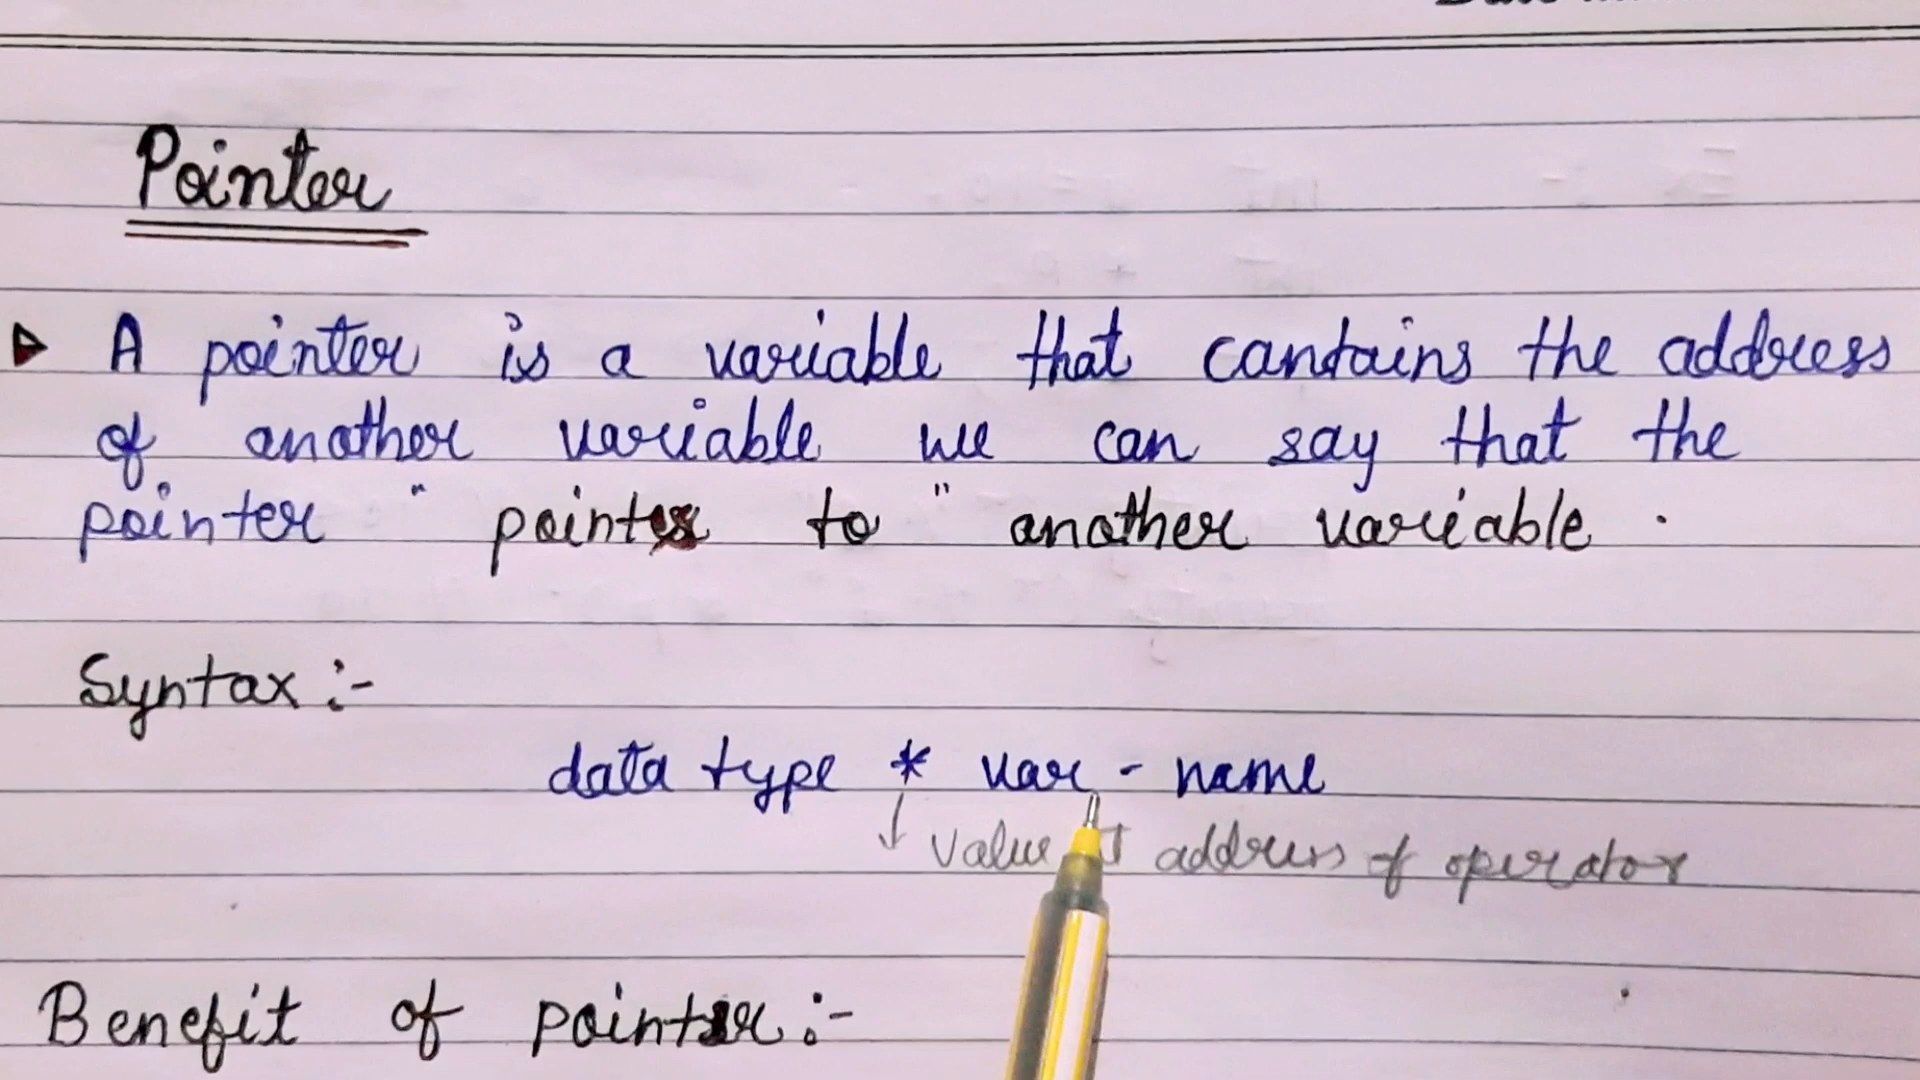 Pointer
A pointer is a variable that cantains the address
of another variable we can say that the
pointer " points to " another variable .
Syntax :-
data type * var - name
↓ value address of operator
Benefit of pointer :-